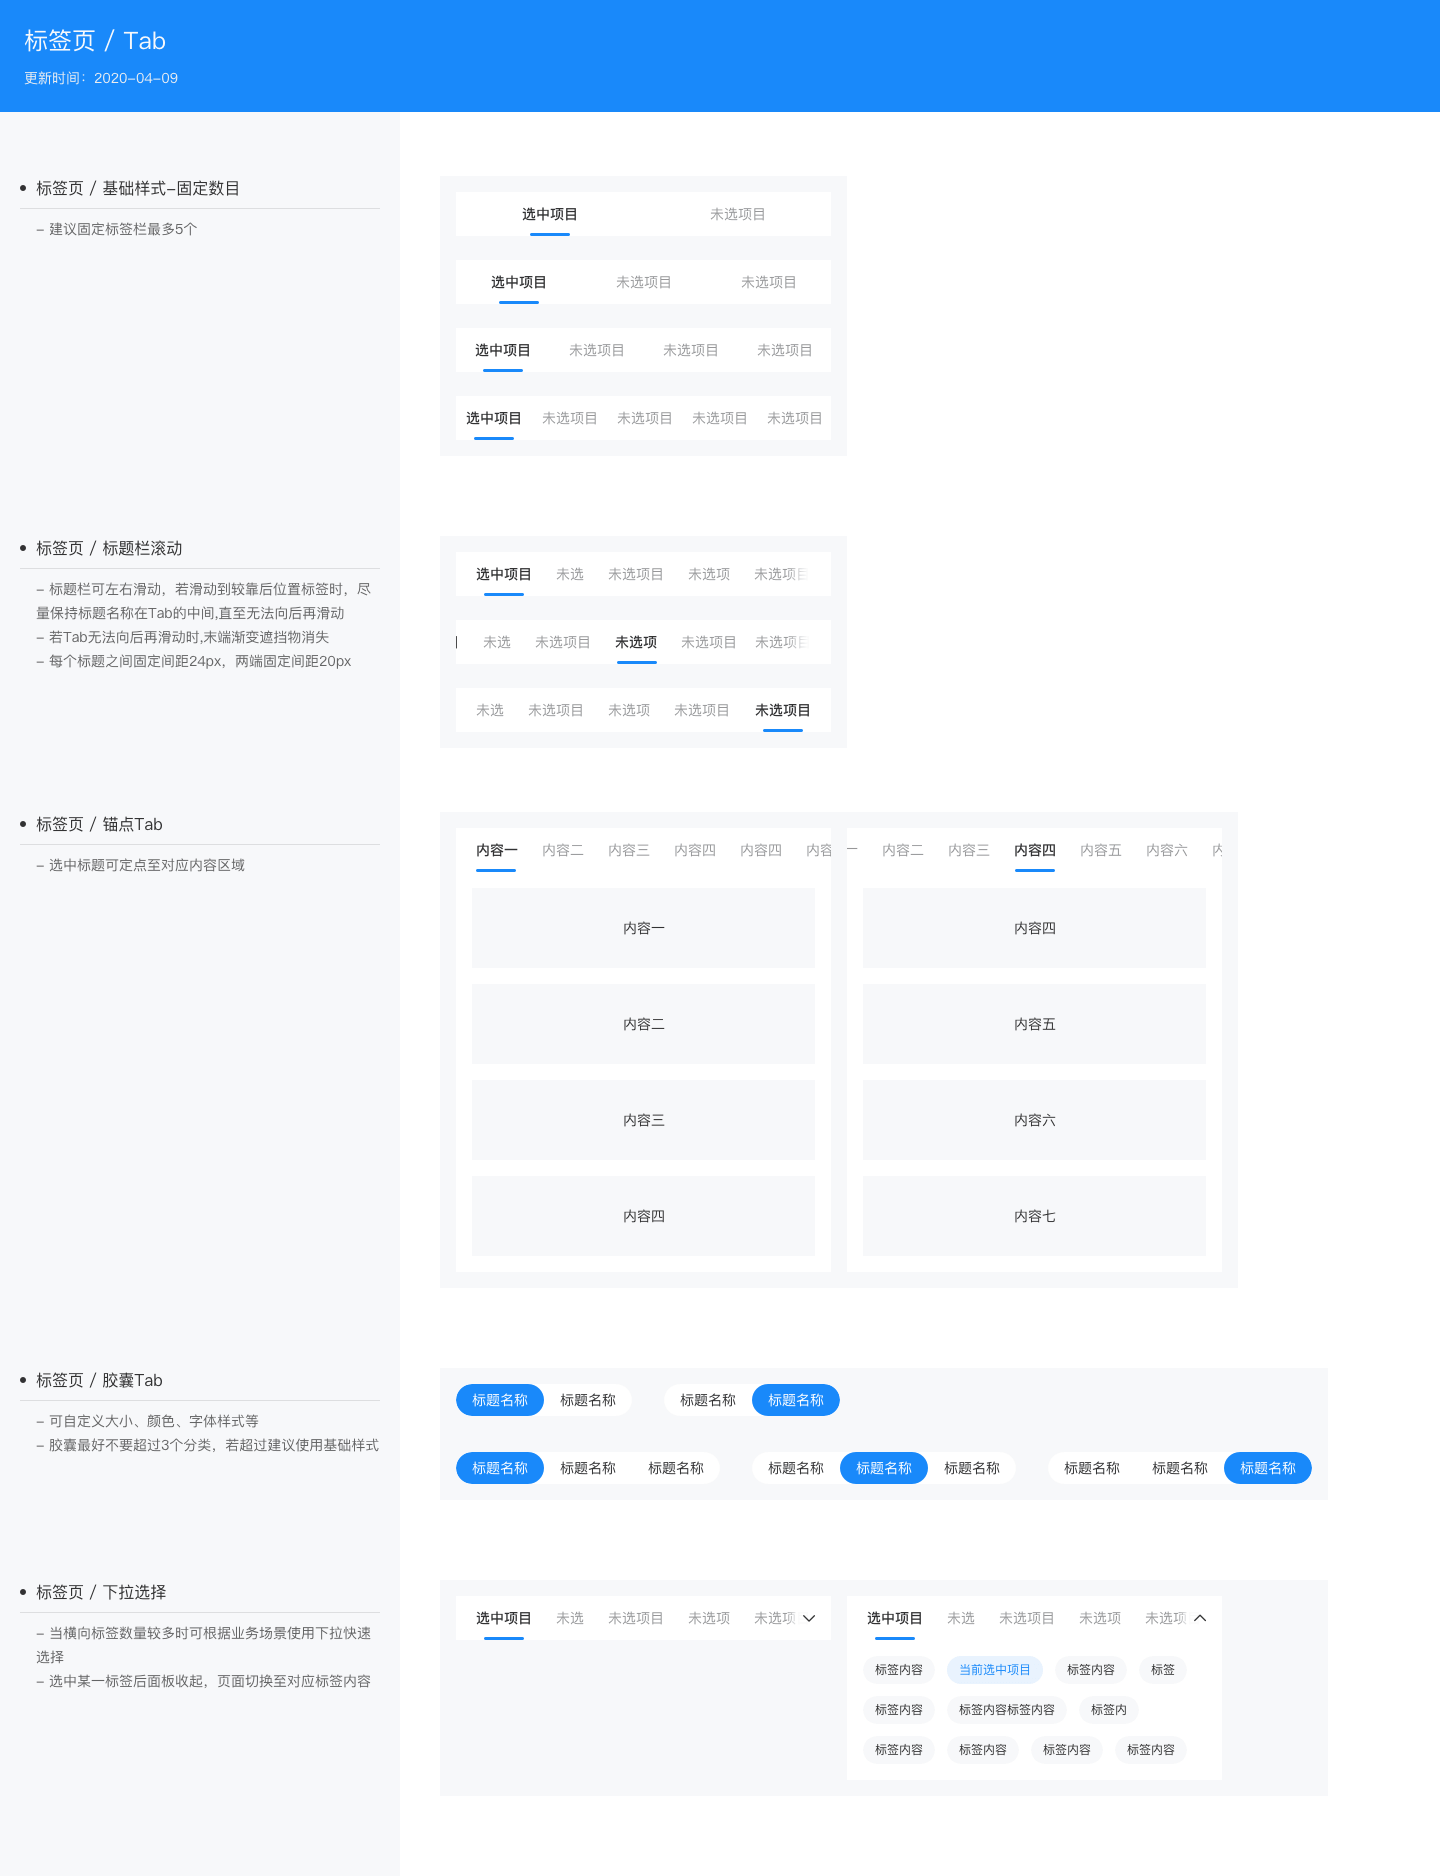 标签页 / Tab
更新时间：2020-04-09
标签页 / 基础样式-固定数目
- 建议固定标签栏最多5个
选中项目 未选项目
选中项目 未选项目 未选项目
选中项目 未选项目 未选项目 未选项目
选中项目 未选项目 未选项目 未选项目 未选项目
标签页 / 标题栏滚动
- 标题栏可左右滑动，若滑动到较靠后位置标签时，尽
量保持标题名称在Tab的中间,直至无法向后再滑动
- 若Tab无法向后再滑动时,末端渐变遮挡物消失
- 每个标题之间固定间距24px，两端固定间距20px
选中项目 未选 未选项目 未选项 未选项目
未选 未选项目 未选项 未选项目 未选项目
未选 未选项目 未选项 未选项目 未选项目
标签页 / 锚点Tab
- 选中标题可定点至对应内容区域
内容一 内容二 内容三 内容四 内容四 内容
内容一
内容二
内容三
内容四
一 内容二 内容三 内容四 内容五 内容六
内容四
内容五
内容六
内容七
标签页 / 胶囊Tab
- 可自定义大小、颜色、字体样式等
- 胶囊最好不要超过3个分类，若超过建议使用基础样式
标题名称 标题名称 标题名称 标题名称
标题名称 标题名称 标题名称 标题名称 标题名称 标题名称 标题名称 标题名称 标题名称
标签页 / 下拉选择
- 当横向标签数量较多时可根据业务场景使用下拉快速
选择
- 选中某一标签后面板收起，页面切换至对应标签内容
选中项目 未选 未选项目 未选项 未选项
选中项目 未选 未选项目 未选项 未选项
标签内容 当前选中项目 标签内容 标签
标签内容 标签内容标签内容 标签内
标签内容 标签内容 标签内容 标签内容